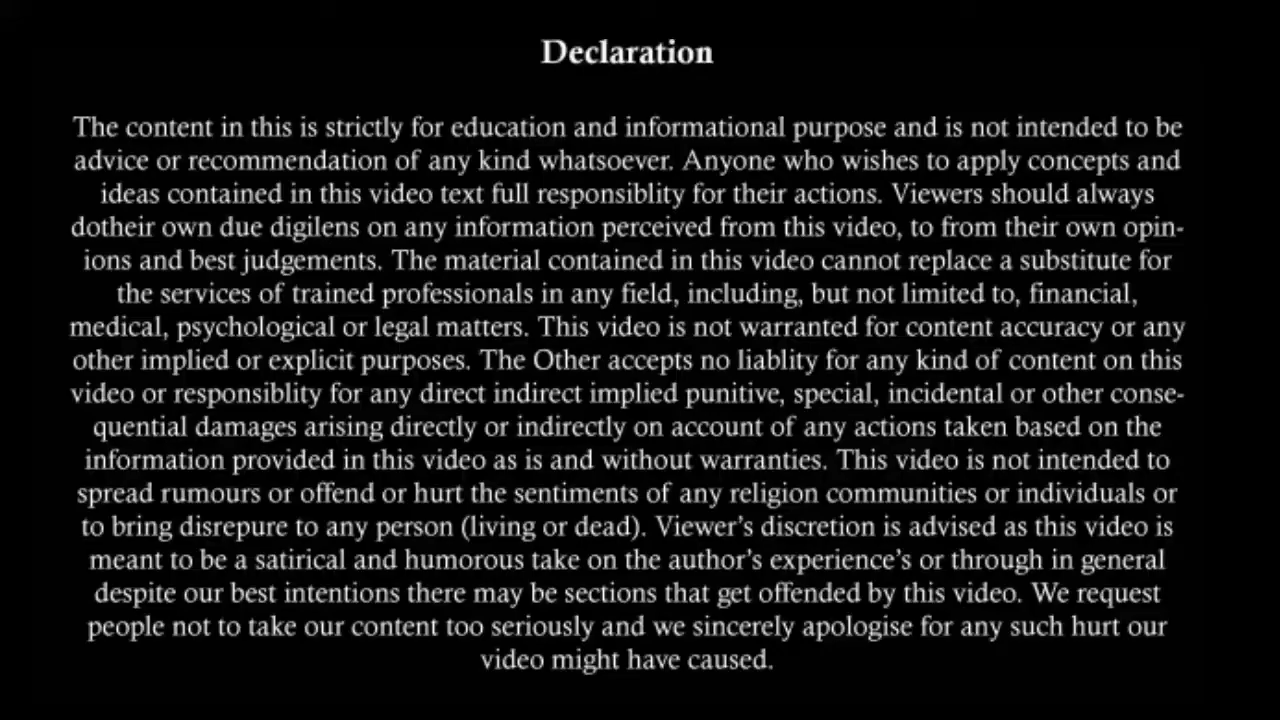 Declaration
The content in this is strictly for education and informational purpose and is not intended to be
advice or recommendation of any kind whatsoever. Anyone who wishes to apply concepts and
ideas contained in this video text full responsiblity for their actions. Viewers should always
dotheir own due digilens on any information perceived from this video, to from their own opin-
ions and best judgements. The material contained in this video cannot replace a substitute for
the services of trained professionals in any field, including, but not limited to, financial,
medical, psychological or legal matters. This video is not warranted for content accuracy or any
other implied or explicit purposes. The Other accepts no liablity for any kind of content on this
video or responsiblity for any direct indirect implied punitive, special, incidental or other conse-
quential damages arising directly or indirectly on account of any actions taken based on the
information provided in this video as is and without warranties. This video is not intended to
spread rumours or offend or hurt the sentiments of any religion communities or individuals or
to bring disrepure to any person (living or dead). Viewer's discretion is advised as this video is
meant to be a satirical and humorous take on the author's experience's or through in general
despite our best intentions there may be sections that get offended by this video. We request
people not to take our content too seriously and we sincerely apologise for any such hurt our
video might have caused.